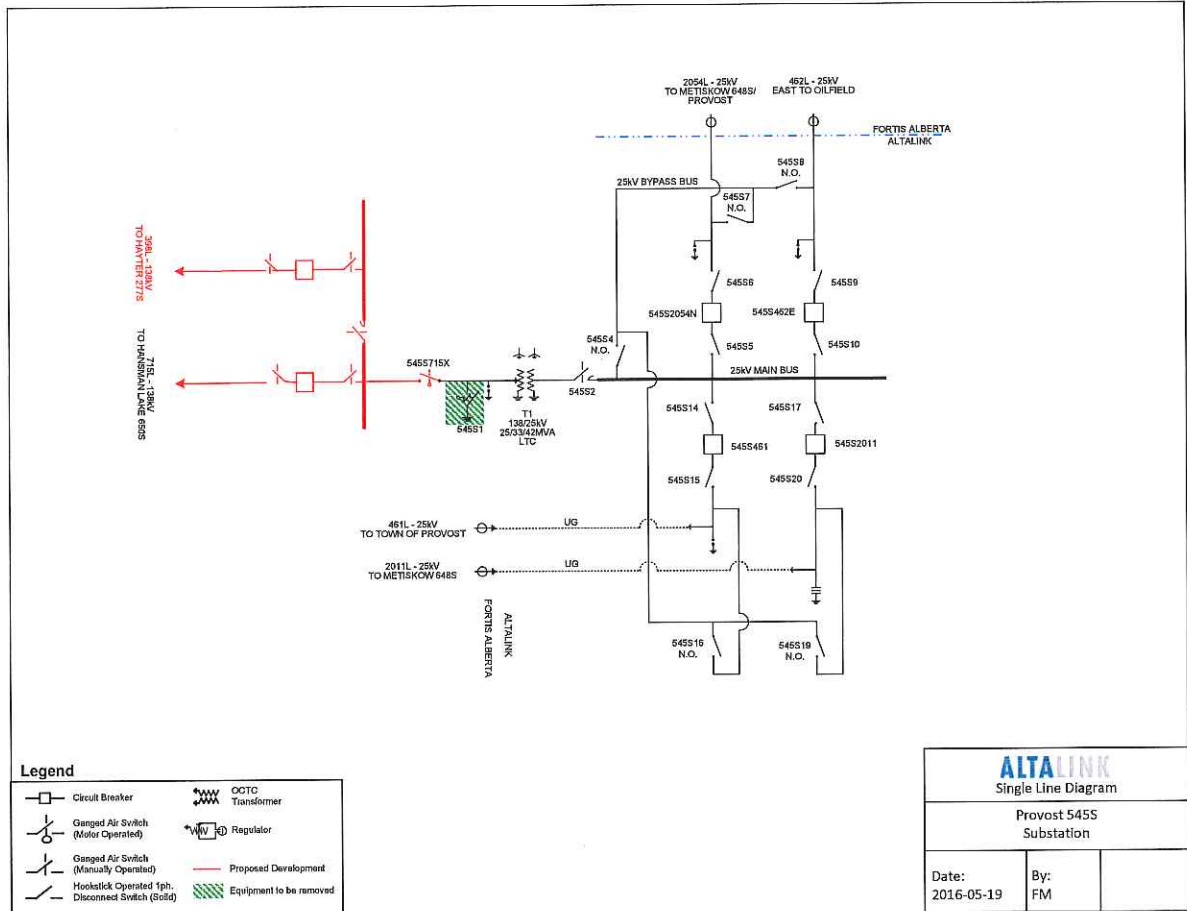 2054L - 25kV
TO METISKOW 648S/
PROVOST
462L - 25kV
EAST TO OILFIELD
FORTIS ALBERTA
ALTALINK
545S8
N.O.
25kV BYPASS BUS
545S7
N.O.
398L - 138kV
TO HAYTER 277S
545S6
545S9
545S2054N
545S462E
545S4
N.O.
545S5
545S10
715L - 138kV
TO HANSMAN LAKE 650S
545S715X
25kV MAIN BUS
545S2
545S1
T1
138/25kV
25/33/42MVA
LTC
545S14
545S17
545S461
545S2011
545S15
545S20
461L - 25kV
TO TOWN OF PROVOST
UG
2011L - 25kV
TO METISKOW 648S
UG
ALTALINK
FORTIS ALBERTA
545S16
N.O.
545S19
N.O.
Legend
Circuit Breaker
OCTC
Transformer
Ganged Air Switch
(Motor Operated)
Regulator
Ganged Air Switch
(Manually Operated)
Proposed Development
Hookstick Operated 1ph.
Disconnect Switch (Solid)
Equipment to be removed
ALTALINK
Single Line Diagram
Provost 545S
Substation
Date:
2016-05-19
By:
FM